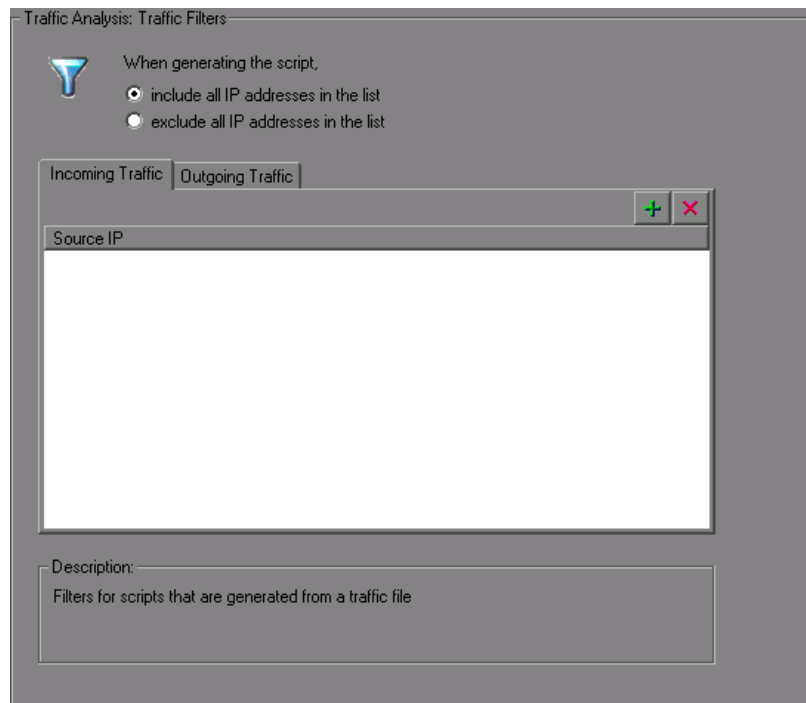 Traffic Analysis: Traffic Filters
When generating the script,
include all IP addresses in the list
exclude all IP addresses in the list
Incoming Traffic Outgoing Traffic
Source IP
Description:
Filters for scripts that are generated from a traffic file